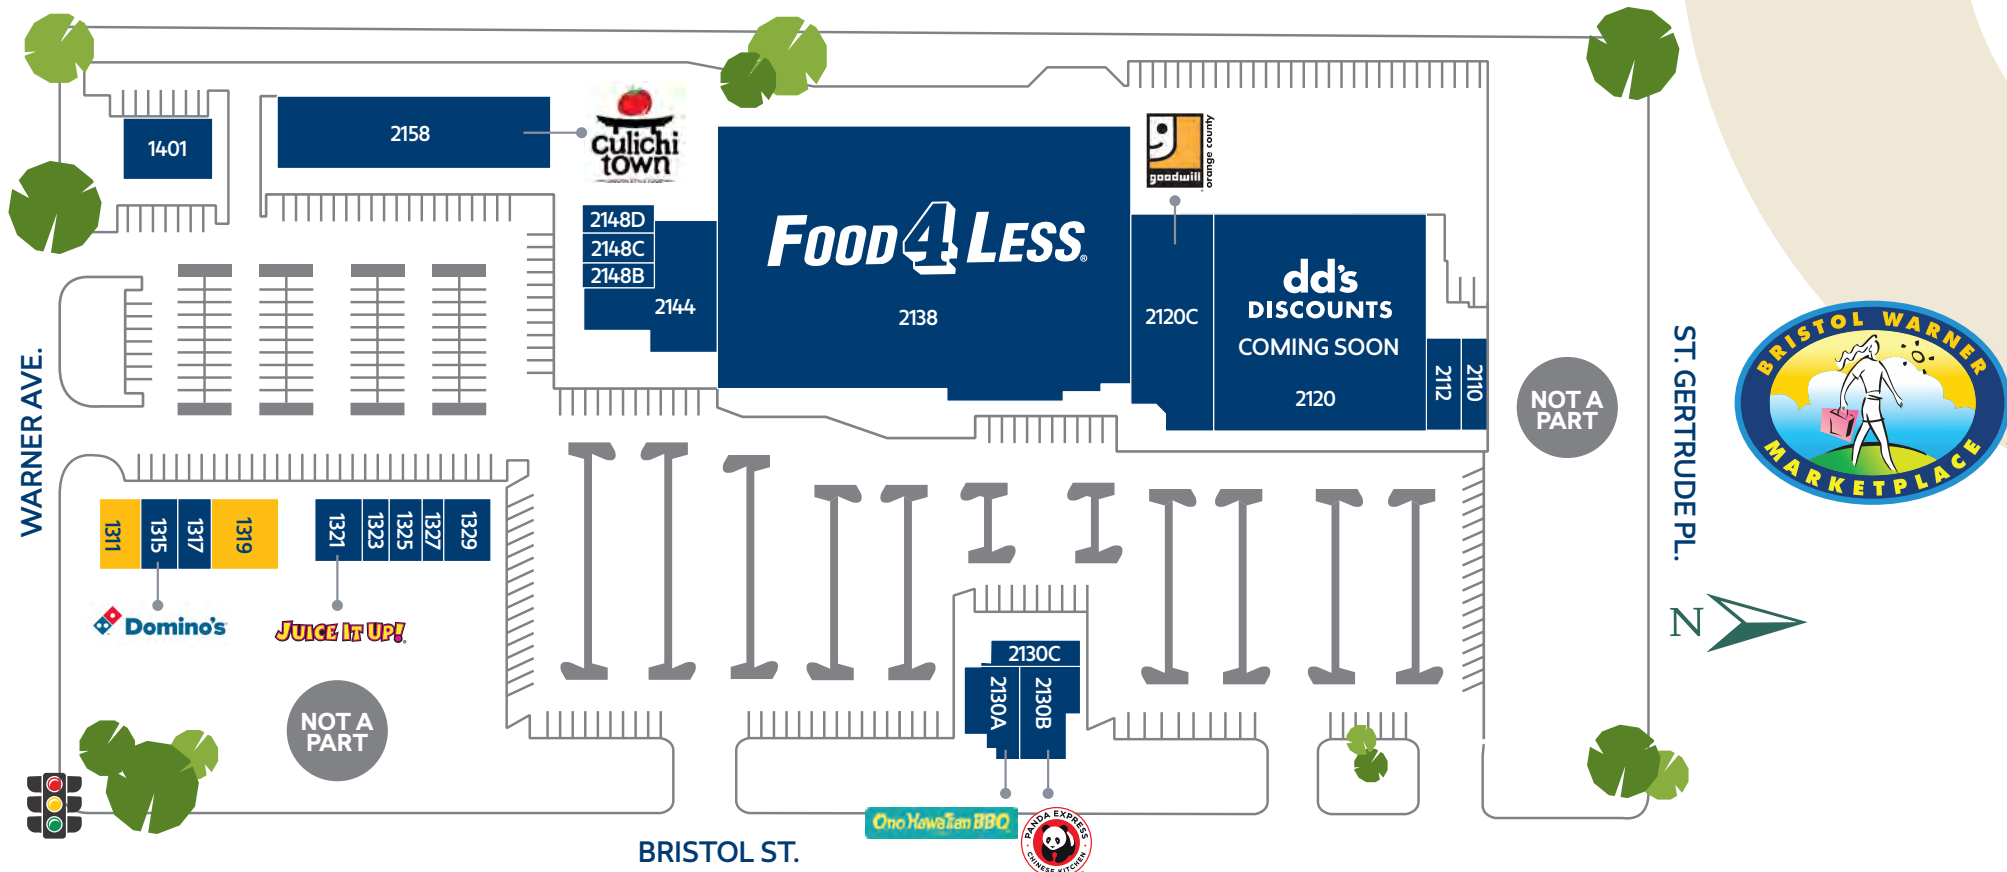 1401
2158
culichi
town
goodwill
orange county
2148D
2148C
2148B
2144
FOOD 4 LESS
2138
2120C
dd's
DISCOUNTS
COMING SOON
2120
2112
2110
NOT A
PART
WARNER AVE.
ST. GERTRUDE PL.
BRISTOL WARNER
MARKETPLACE
N
1311
1315
1317
1319
1321
1323
1325
1327
1329
Domino's
JUICE IT UP!
NOT A
PART
2130C
2130A
2130B
Ono Hawaiian BBQ
PANDA EXPRESS
CHINESE KITCHEN
BRISTOL ST.